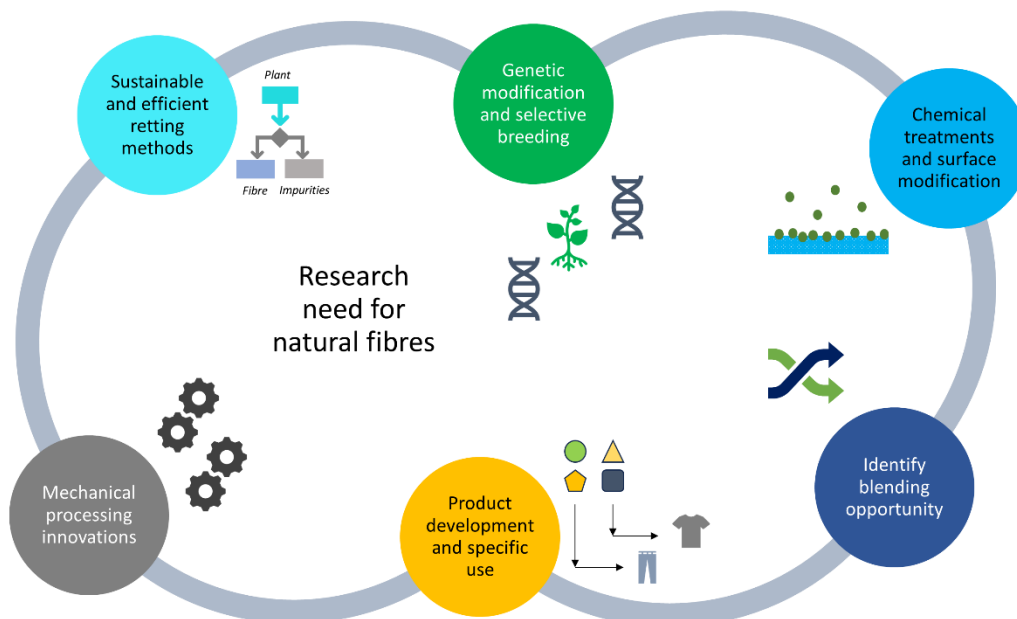 Sustainable
and efficient
retting
methods
Plant
Fibre
Impurities
Genetic
modification
and selective
breeding
Chemical
treatments
and surface
modification
Research
need for
natural fibres
Mechanical
processing
innovations
Product
development
and specific
use
Identify
blending
opportunity